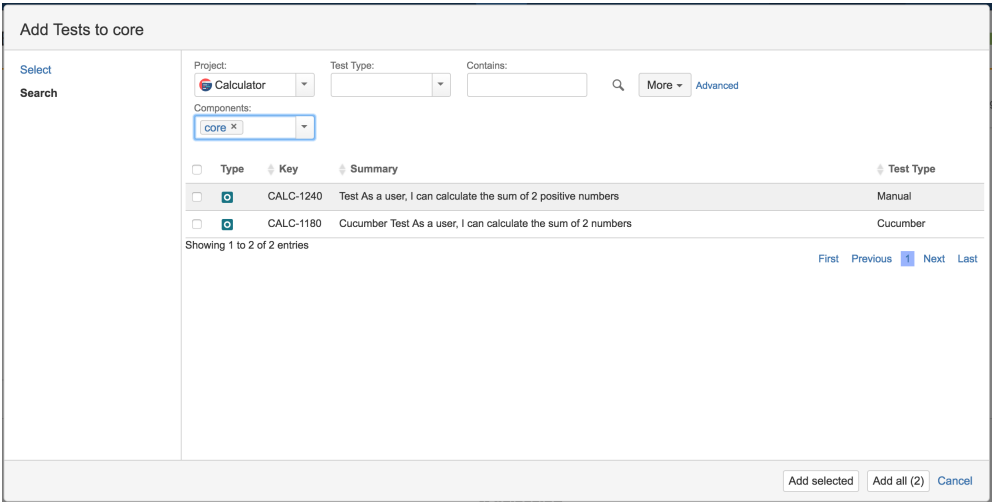 Add Tests to core
Select
Search
Project: Test Type: Contains:
Calculator More Advanced
Components:
core ×
Type Key Summary Test Type
CALC-1240 Test As a user, I can calculate the sum of 2 positive numbers Manual
CALC-1180 Cucumber Test As a user, I can calculate the sum of 2 numbers Cucumber
Showing 1 to 2 of 2 entries
First Previous 1 Next Last
Add selected Add all (2) Cancel